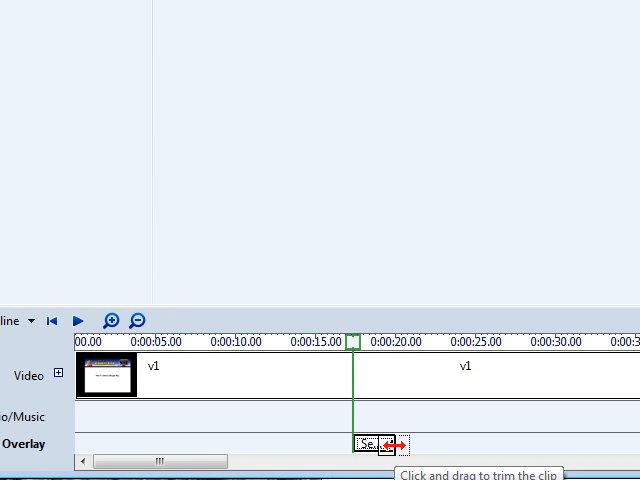 line
00.00 0:00:05.00 0:00:10.00 0:00:15.00 0:00:20.00 0:00:25.00 0:00:30.00 0:00:3
Video v1 v1
io/Music
Overlay Se...
Click and drag to trim the clip